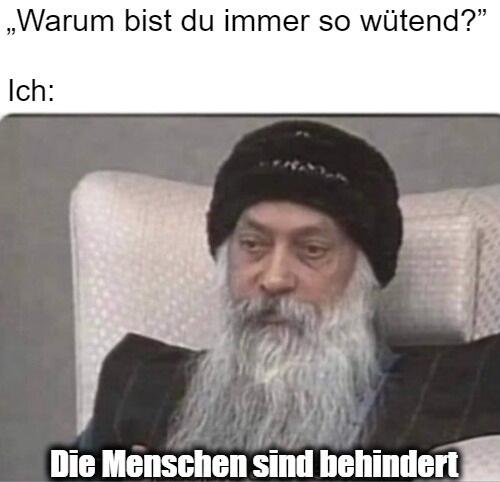 „Warum bist du immer so wütend?”
Ich:
Die Menschen sind behindert